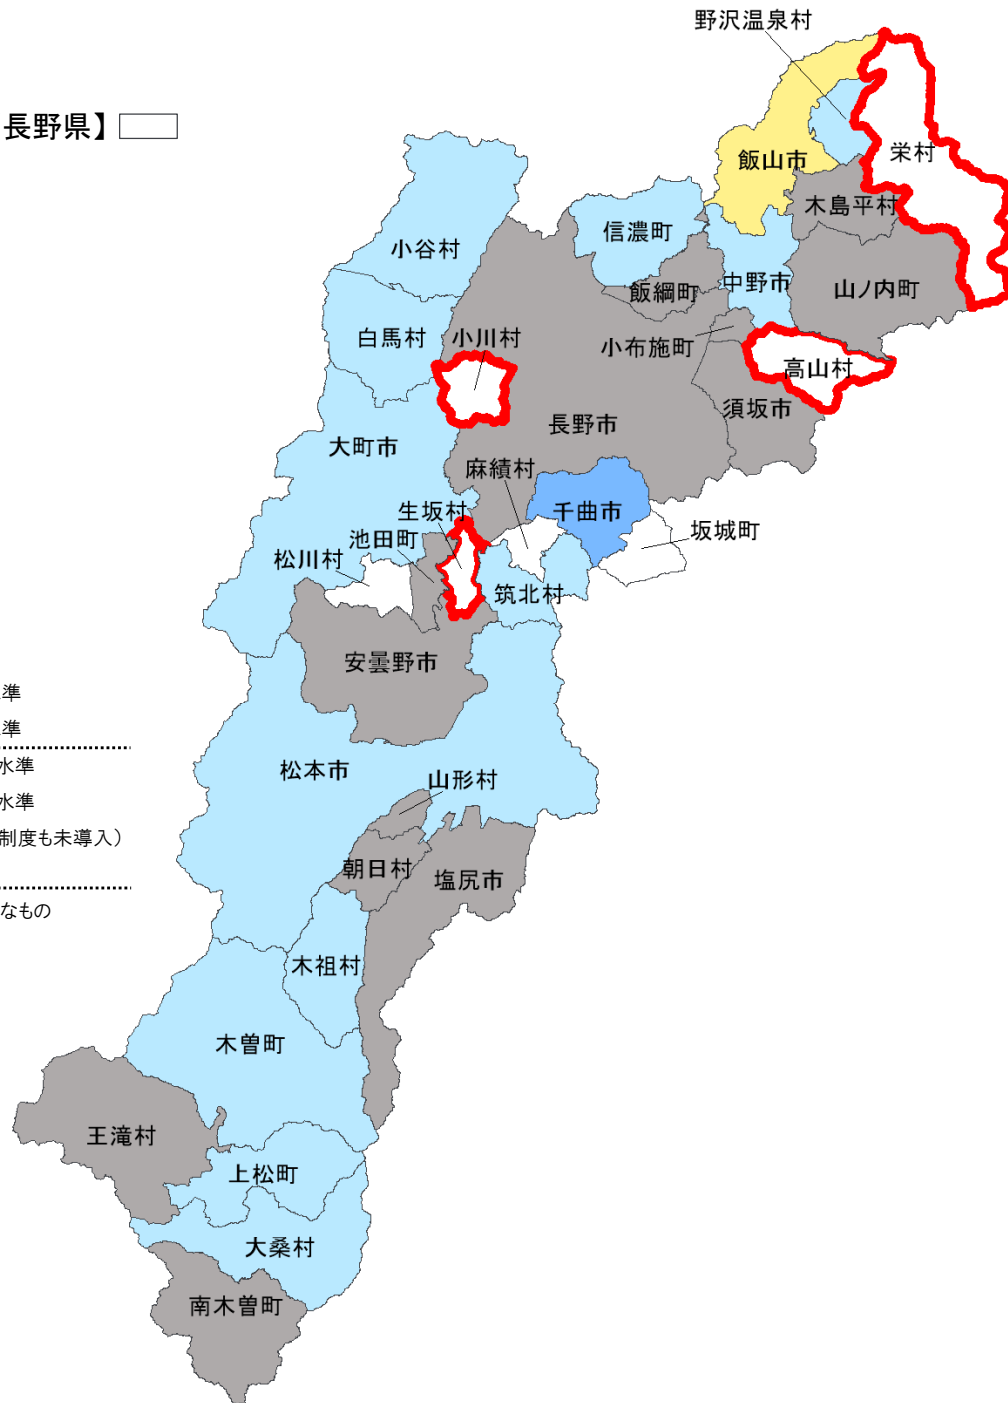 野沢温泉村
長野県】
栄村
飯山市
木島平村
信濃町
小谷村
中野市
飯綱町
山ノ内町
白馬村
小川村
小布施町
高山村
須坂市
長野市
大町市
麻績村
生坂村
千曲市
坂城町
池田町
松川村
筑北村
安曇野市
準
準
水準
松本市
山形村
水準
制度も未導入）
朝日村
塩尻市
なもの
木祖村
木曽町
王滝村
上松町
大桑村
南木曽町